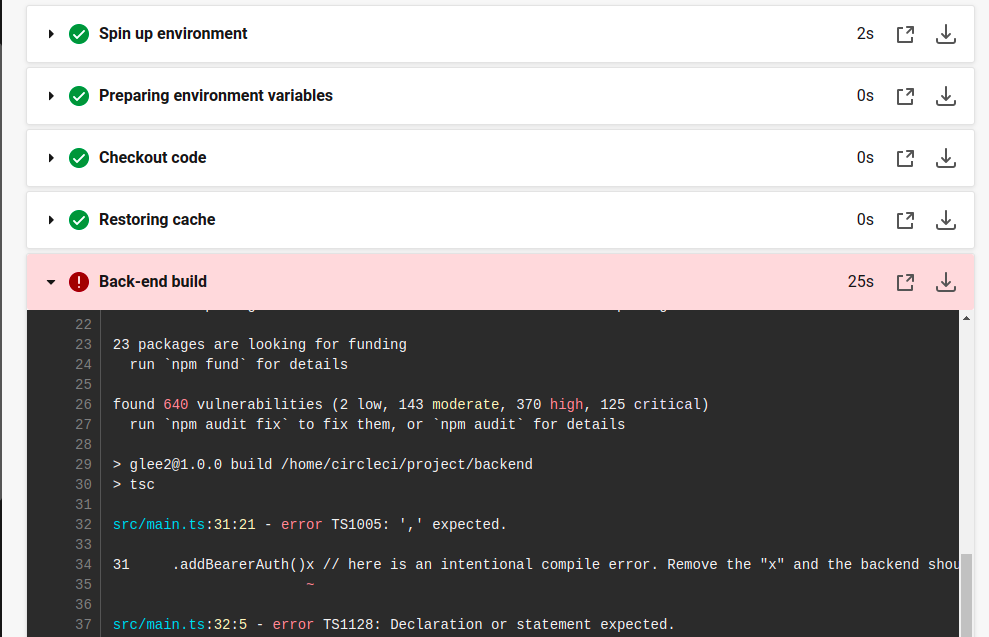 Spin up environment 2s
Preparing environment variables 0s
Checkout code 0s
Restoring cache 0s
Back-end build 25s
22
23 23 packages are looking for funding
24   run `npm fund` for details
25
26 found 640 vulnerabilities (2 low, 143 moderate, 370 high, 125 critical)
27   run `npm audit fix` to fix them, or `npm audit` for details
28
29 > glee2@1.0.0 build /home/circleci/project/backend
30 > tsc
31
32 src/main.ts:31:21 - error TS1005: ',' expected.
33
34 31     .addBearerAuth()x // here is an intentional compile error. Remove the "x" and the backend shou
35                        ~
36
37 src/main.ts:32:5 - error TS1128: Declaration or statement expected.